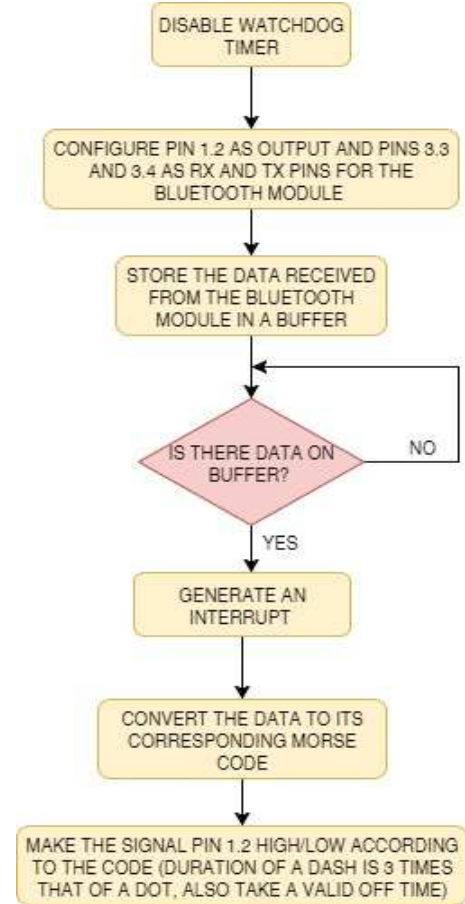 DISABLE WATCHDOG
TIMER
CONFIGURE PIN 1.2 AS OUTPUT AND PINS 3.3
AND 3.4 AS RX AND TX PINS FOR THE
BLUETOOTH MODULE
STORE THE DATA RECEIVED
FROM THE BLUETOOTH
MODULE IN A BUFFER
IS THERE DATA ON
BUFFER?
NO
YES
GENERATE AN
INTERRUPT
CONVERT THE DATA TO ITS
CORRESPONDING MORSE
CODE
MAKE THE SIGNAL PIN 1.2 HIGH/LOW ACCORDING
TO THE CODE (DURATION OF A DASH IS 3 TIMES
THAT OF A DOT, ALSO TAKE A VALID OFF TIME)